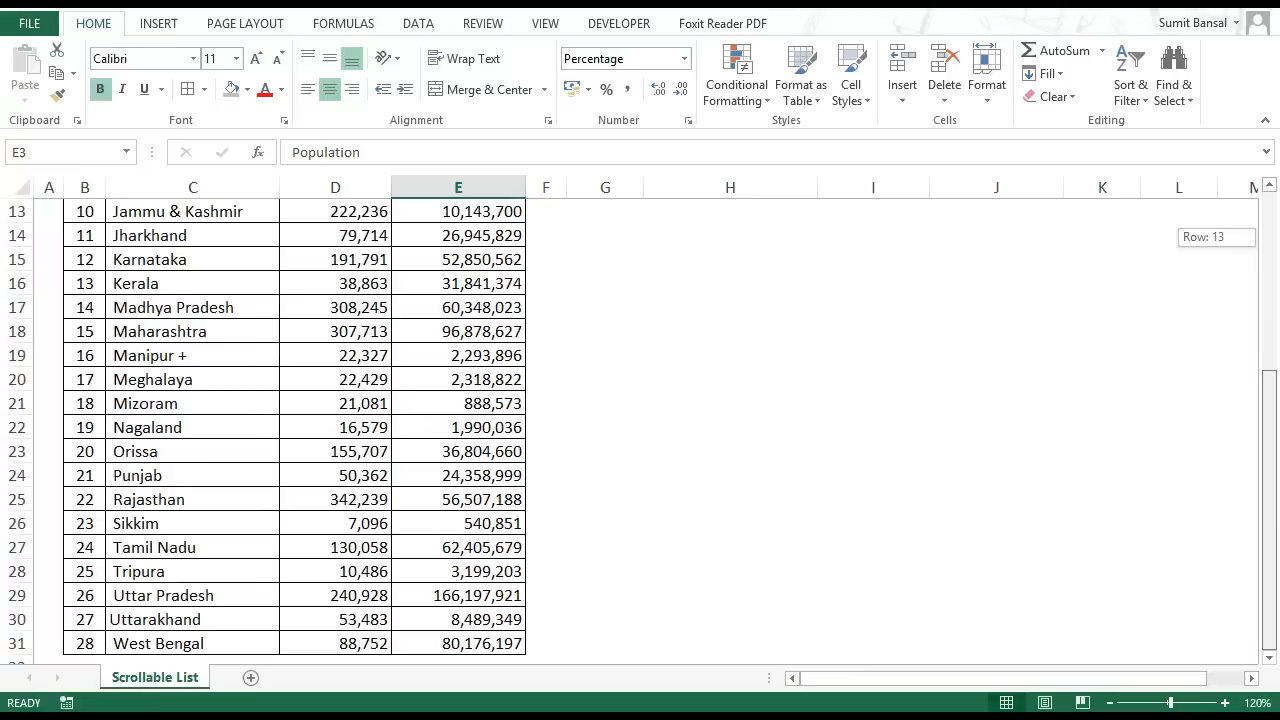 FILE HOME INSERT PAGE LAYOUT FORMULAS DATA REVIEW VIEW DEVELOPER Foxit Reader PDF Sumit Bansal
Paste Calibri 11 Wrap Text Percentage Conditional Formatting Format as Table Cell Styles Insert Delete Format AutoSum Fill Clear Sort & Filter Find & Select
B I U A Merge & Center %
Clipboard Font Alignment Number Styles Cells Editing
E3 fx Population
A B C D E F G H I J K L M
13 10 Jammu & Kashmir 222,236 10,143,700
Row: 13
14 11 Jharkhand 79,714 26,945,829
15 12 Karnataka 191,791 52,850,562
16 13 Kerala 38,863 31,841,374
17 14 Madhya Pradesh 308,245 60,348,023
18 15 Maharashtra 307,713 96,878,627
19 16 Manipur + 22,327 2,293,896
20 17 Meghalaya 22,429 2,318,822
21 18 Mizoram 21,081 888,573
22 19 Nagaland 16,579 1,990,036
23 20 Orissa 155,707 36,804,660
24 21 Punjab 50,362 24,358,999
25 22 Rajasthan 342,239 56,507,188
26 23 Sikkim 7,096 540,851
27 24 Tamil Nadu 130,058 62,405,679
28 25 Tripura 10,486 3,199,203
29 26 Uttar Pradesh 240,928 166,197,921
30 27 Uttarakhand 53,483 8,489,349
31 28 West Bengal 88,752 80,176,197
Scrollable List
READY 120%